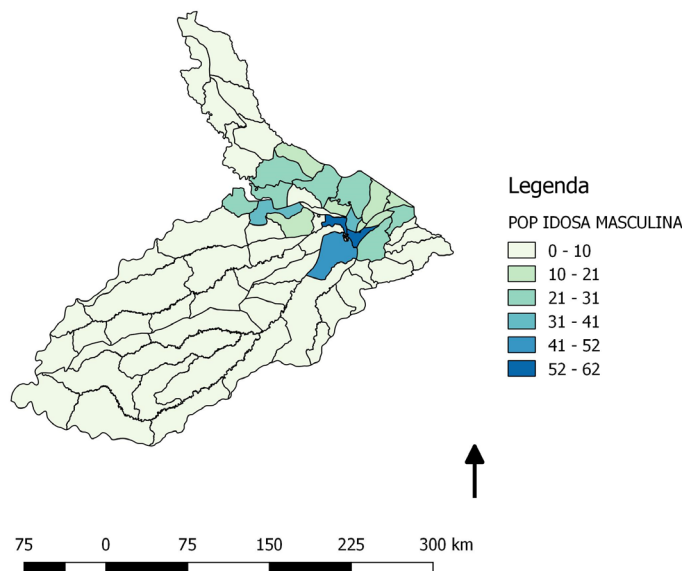 Legenda
POP IDOSA MASCULINA
0 - 10
10 - 21
21 - 31
31 - 41
41 - 52
52 - 62
75 0 75 150 225 300 km